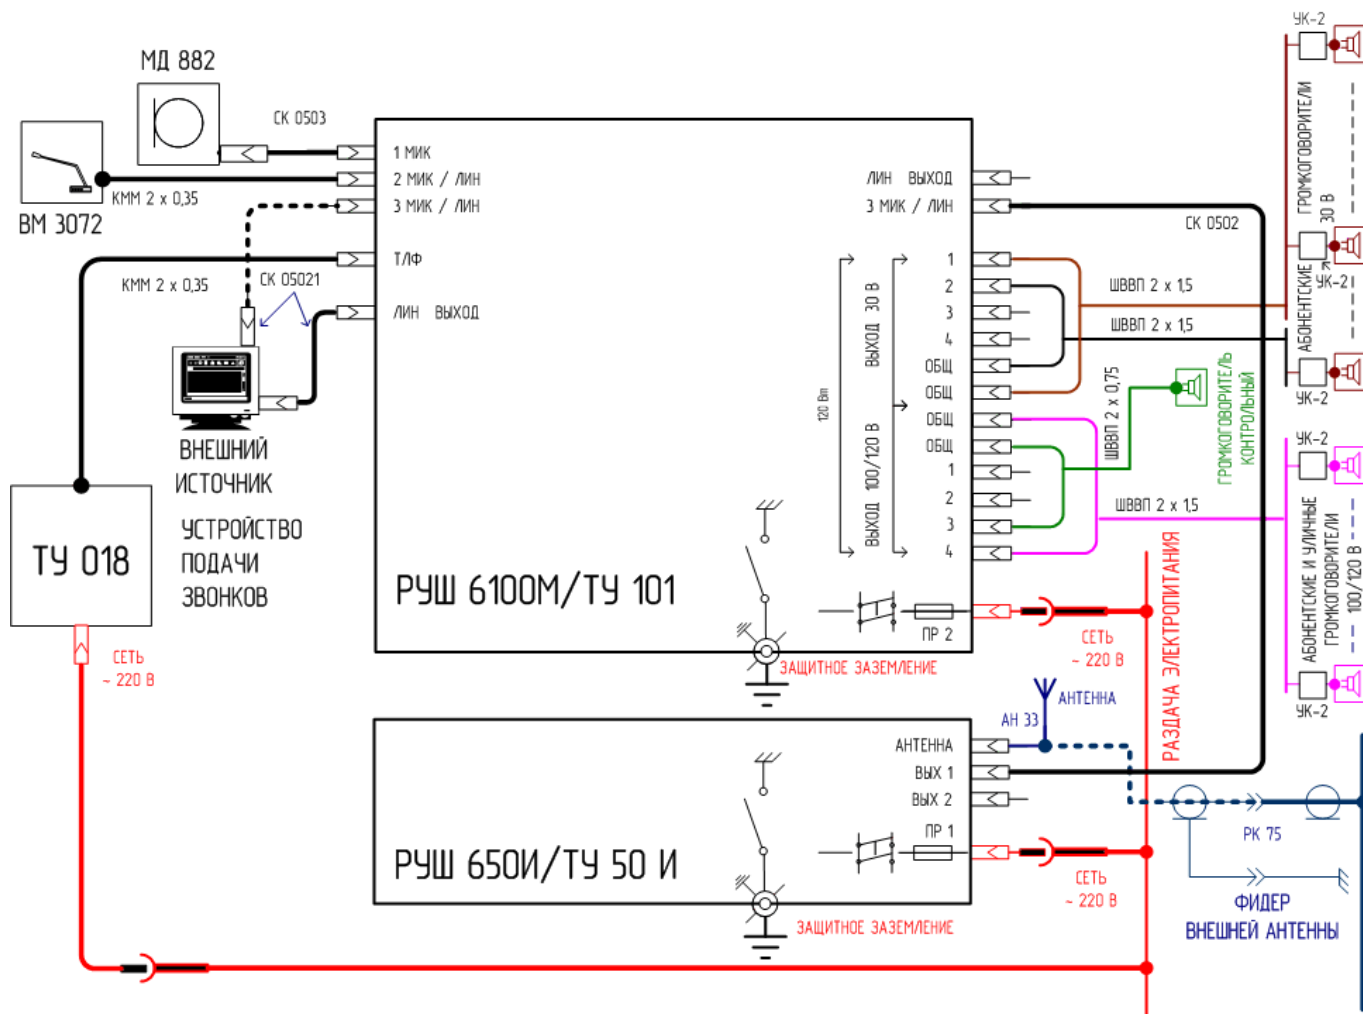 МД 882
СК 0503
ВМ 3072
КММ 2 x 0,35
КММ 2 x 0,35
СК 05021
ВНЕШНИЙ
ИСТОЧНИК
УСТРОЙСТВО
ПОДАЧИ
ЗВОНКОВ
ТУ 018
СЕТЬ
~ 220 В
1 МИК
2 МИК / ЛИН
3 МИК / ЛИН
Т/ІФ
ЛИН ВЫХОД
РУШ 6100М/ТУ 101
ЛИН ВЫХОД
3 МИК / ЛИН
120 Вт
ВЫХОД 30 В
ВЫХОД 100/120 В
1
2
3
4
ОБЩ
ОБЩ
ОБЩ
ОБЩ
1
2
3
4
ПР 2
ЗАЩИТНОЕ ЗАЗЕМЛЕНИЕ
СЕТЬ
~ 220 В
СК 0502
ШВВП 2 x 1,5
ШВВП 2 x 1,5
ШВВП 2 x 0,75
ШВВП 2 x 1,5
ГРОМКОГОВОРИТЕЛЬ
КОНТРОЛЬНЫЙ
УК-2
АБОНЕНТСКИЕ ГРОМКОГОВОРИТЕЛИ
30 В
УК-2
УК-2
УК-2
АБОНЕНТСКИЕ И УЛИЧНЫЕ
ГРОМКОГОВОРИТЕЛИ
100/120 В
УК-2
РАЗДАЧА ЭЛЕКТРОПИТАНИЯ
РУШ 650И/ТУ 50 И
АНТЕННА
ВЫХ 1
ВЫХ 2
ПР 1
ЗАЩИТНОЕ ЗАЗЕМЛЕНИЕ
АН 33
АНТЕННА
СЕТЬ
~ 220 В
РК 75
ФИДЕР
ВНЕШНЕЙ АНТЕННЫ